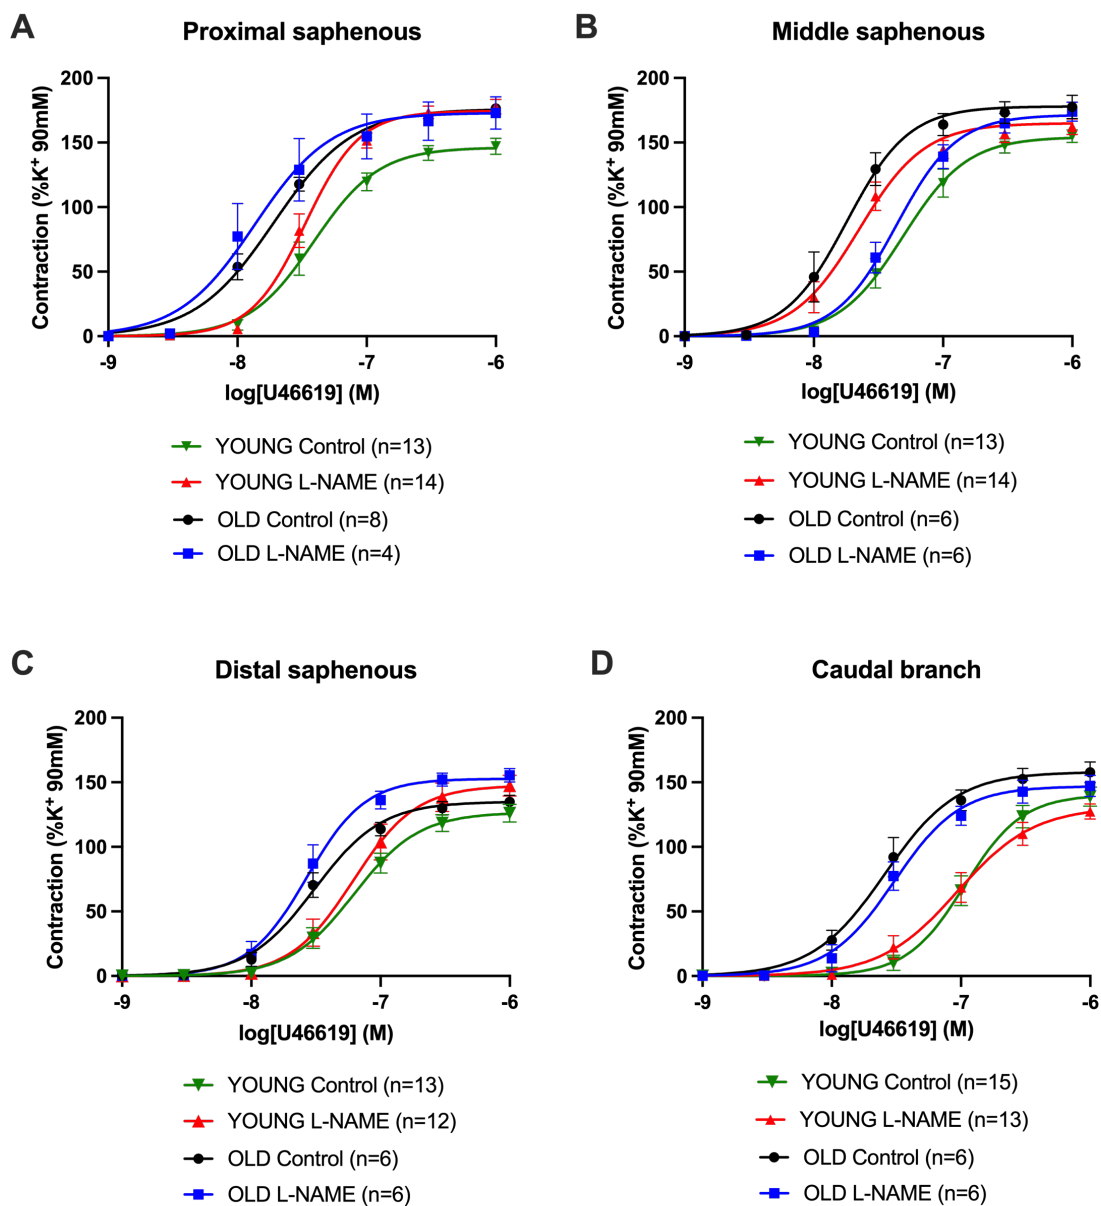 A
Proximal saphenous
Contraction (%K⁺ 90mM)
200
150
100
50
0
-9
-8
-7
-6
log[U46619] (M)
YOUNG Control (n=13)
YOUNG L-NAME (n=14)
OLD Control (n=8)
OLD L-NAME (n=4)
B
Middle saphenous
Contraction (%K⁺ 90mM)
200
150
100
50
0
-9
-8
-7
-6
log[U46619] (M)
YOUNG Control (n=13)
YOUNG L-NAME (n=14)
OLD Control (n=6)
OLD L-NAME (n=6)
C
Distal saphenous
Contraction (%K⁺ 90mM)
200
150
100
50
0
-9
-8
-7
-6
log[U46619] (M)
YOUNG Control (n=13)
YOUNG L-NAME (n=12)
OLD Control (n=6)
OLD L-NAME (n=6)
D
Caudal branch
Contraction (%K⁺ 90mM)
200
150
100
50
0
-9
-8
-7
-6
log[U46619] (M)
YOUNG Control (n=15)
YOUNG L-NAME (n=13)
OLD Control (n=6)
OLD L-NAME (n=6)